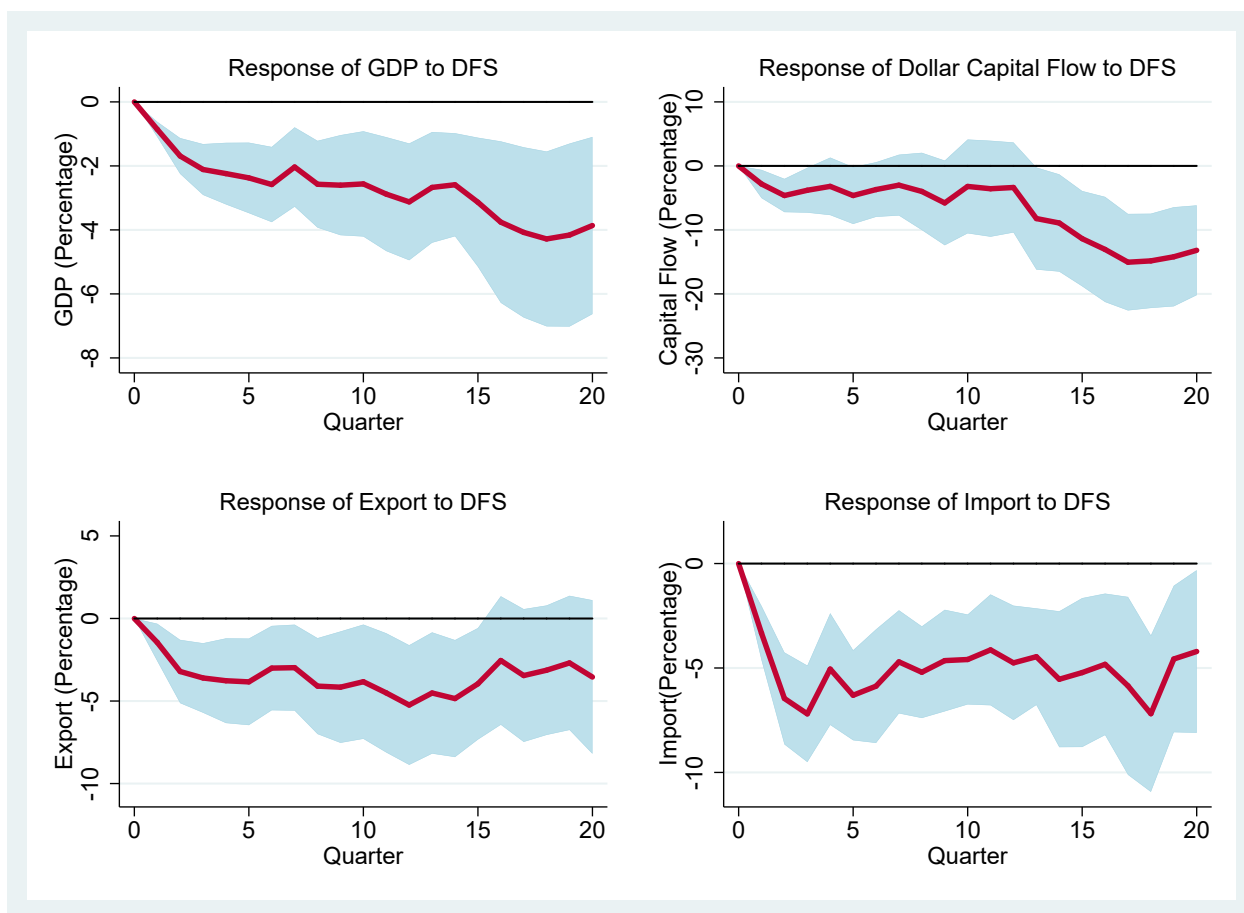 Response of GDP to DFS
GDP (Percentage)
0
-2
-4
-6
-8
0 5 10 15 20
Quarter
Response of Dollar Capital Flow to DFS
Capital Flow (Percentage)
10
0
-10
-20
-30
0 5 10 15 20
Quarter
Response of Export to DFS
Export (Percentage)
5
0
-5
-10
0 5 10 15 20
Quarter
Response of Import to DFS
Import(Percentage)
0
-5
-10
0 5 10 15 20
Quarter